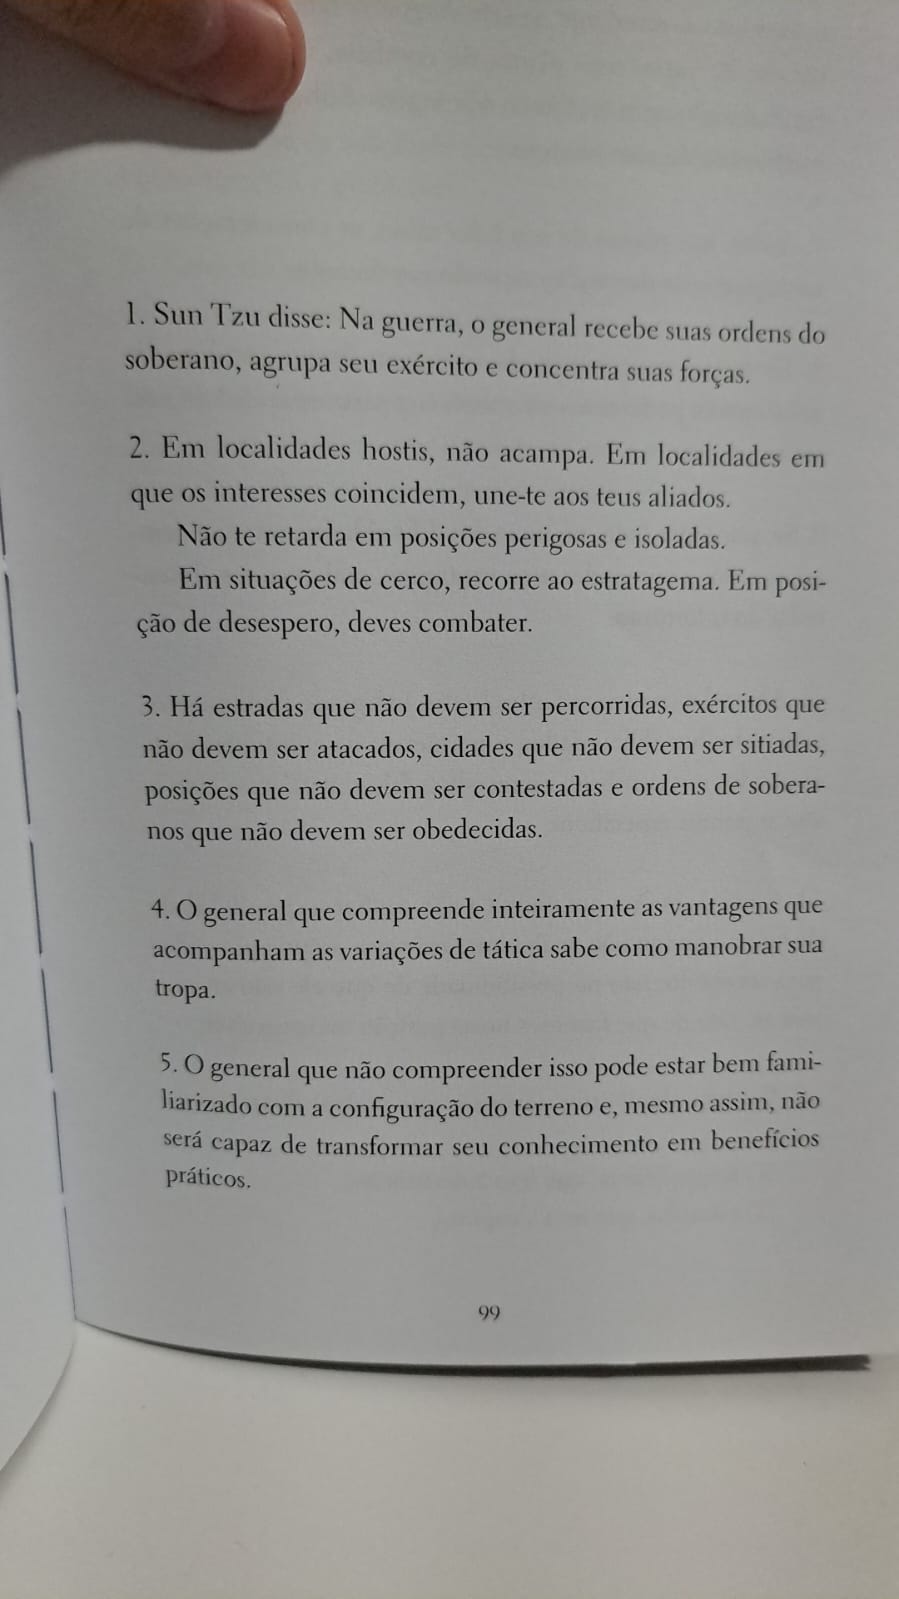 1. Sun Tzu disse: Na guerra, o general recebe suas ordens do
soberano, agrupa seu exército e concentra suas forças.
2. Em localidades hostis, não acampa. Em localidades em
que os interesses coincidem, une-te aos teus aliados.
Não te retarda em posições perigosas e isoladas.
Em situações de cerco, recorre ao estratagema. Em posi-
ção de desespero, deves combater.
3. Há estradas que não devem ser percorridas, exércitos que
não devem ser atacados, cidades que não devem ser sitiadas,
posições que não devem ser contestadas e ordens de sobera-
nos que não devem ser obedecidas.
4. O general que compreende inteiramente as vantagens que
acompanham as variações de tática sabe como manobrar sua
tropa.
5. O general que não compreender isso pode estar bem fami-
liarizado com a configuração do terreno e, mesmo assim, não
será capaz de transformar seu conhecimento em benefícios
práticos.
99